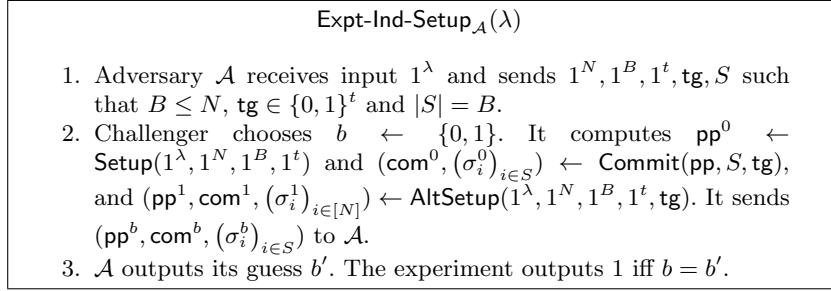 Expt-Ind-Setup_𝒜(λ)
1. Adversary 𝒜 receives input 1^λ and sends 1^N, 1^B, 1^t, tg, S such
that B ≤ N, tg ∈ {0, 1}^t and |S| = B.
2. Challenger chooses b ← {0, 1}. It computes pp^0 ←
Setup(1^λ, 1^N, 1^B, 1^t) and (com^0, (σ_i^0)_{i∈S}) ← Commit(pp, S, tg),
and (pp^1, com^1, (σ_i^1)_{i∈[N]}) ← AltSetup(1^λ, 1^N, 1^B, 1^t, tg). It sends
(pp^b, com^b, (σ_i^b)_{i∈S}) to 𝒜.
3. 𝒜 outputs its guess b′. The experiment outputs 1 iff b = b′.